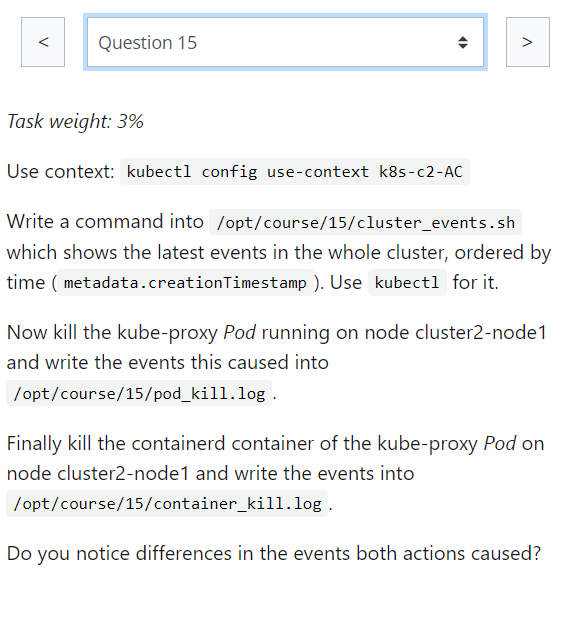 <
Question 15
>
Task weight: 3%
Use context: kubectl config use-context k8s-c2-AC
Write a command into /opt/course/15/cluster_events.sh
which shows the latest events in the whole cluster, ordered by
time ( metadata.creationTimestamp ). Use kubectl for it.
Now kill the kube-proxy Pod running on node cluster2-node1
and write the events this caused into
/opt/course/15/pod_kill.log .
Finally kill the containerd container of the kube-proxy Pod on
node cluster2-node1 and write the events into
/opt/course/15/container_kill.log .
Do you notice differences in the events both actions caused?